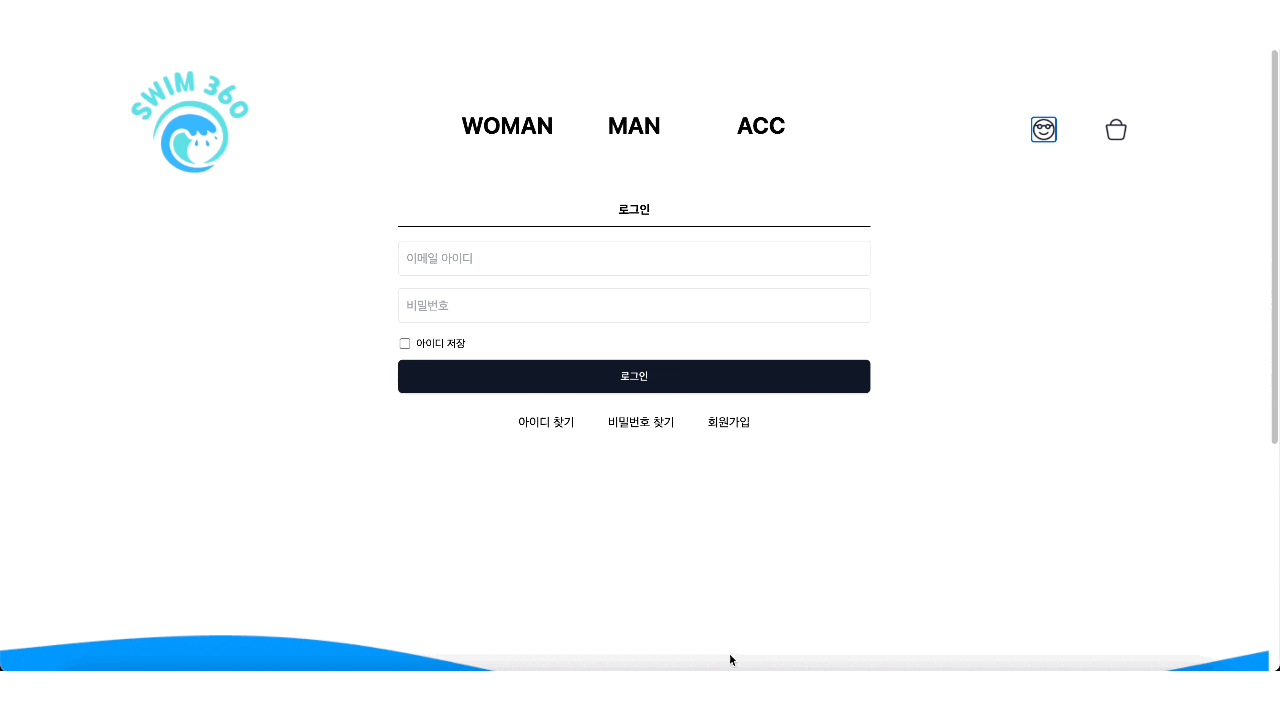 SWIM 360
WOMAN MAN ACC
로그인
이메일 아이디
비밀번호
아이디 저장
로그인
아이디 찾기 비밀번호 찾기 회원가입